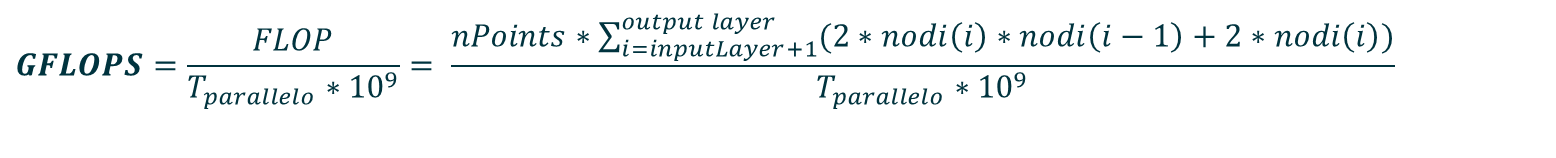 GFLOPS = FLOP / (T_parallelo * 10^9) = nPoints * ∑_{i=inputLayer+1}^{output layer} (2 * nodi(i) * nodi(i − 1) + 2 * nodi(i)) / (T_parallelo * 10^9)